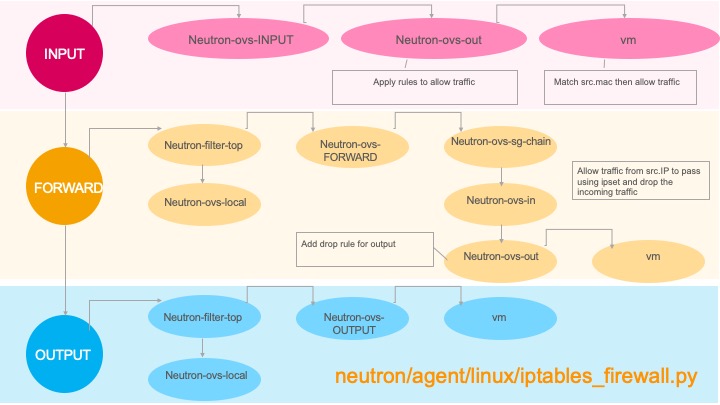 INPUT
Neutron-ovs-INPUT
Neutron-ovs-out
vm
Apply rules to allow traffic
Match src.mac then allow traffic
FORWARD
Neutron-filter-top
Neutron-ovs-
FORWARD
Neutron-ovs-sg-chain
Neutron-ovs-local
Neutron-ovs-in
Allow traffic from src.IP to pass
using ipset and drop the
incoming traffic
Add drop rule for output
Neutron-ovs-out
vm
OUTPUT
Neutron-filter-top
Neutron-ovs-
OUTPUT
vm
Neutron-ovs-local
neutron/agent/linux/iptables_firewall.py